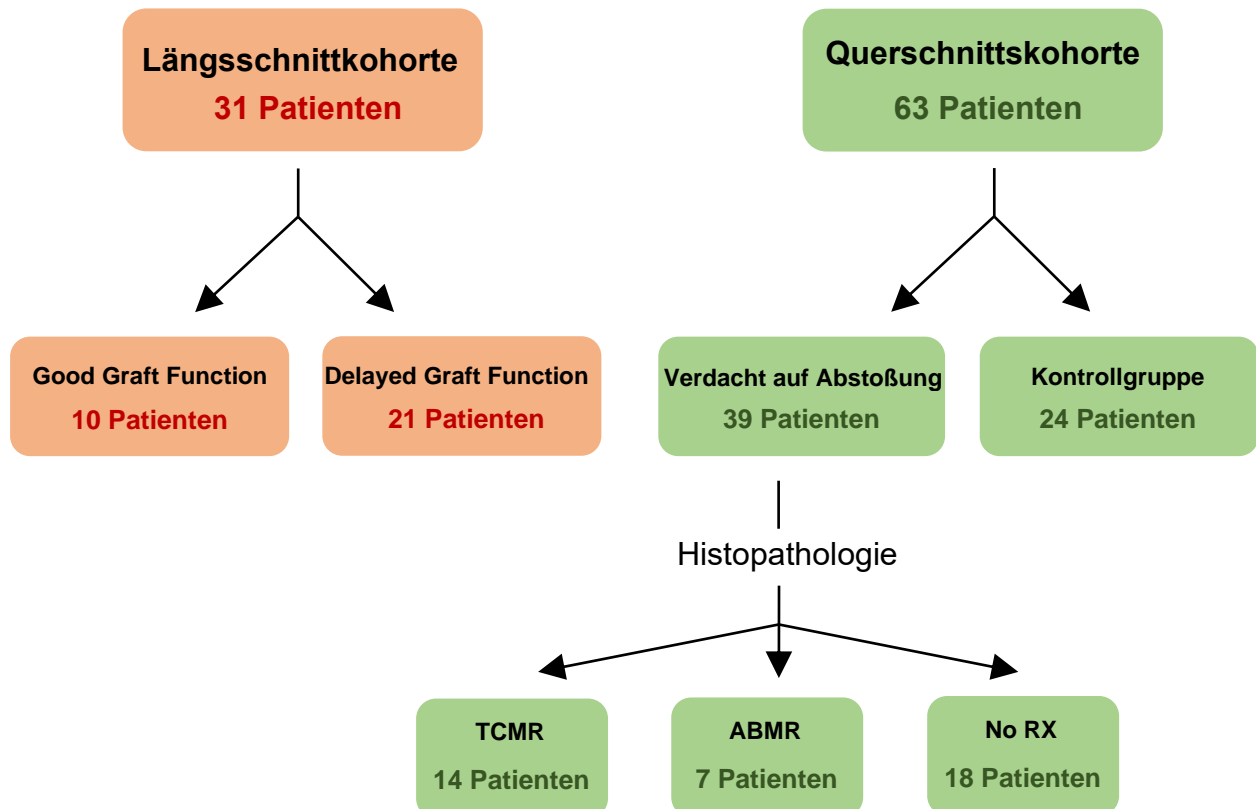 Längsschnittkohorte
31 Patienten
Querschnittskohorte
63 Patienten
Good Graft Function
10 Patienten
Delayed Graft Function
21 Patienten
Verdacht auf Abstoßung
39 Patienten
Kontrollgruppe
24 Patienten
Histopathologie
TCMR
14 Patienten
ABMR
7 Patienten
No RX
18 Patienten